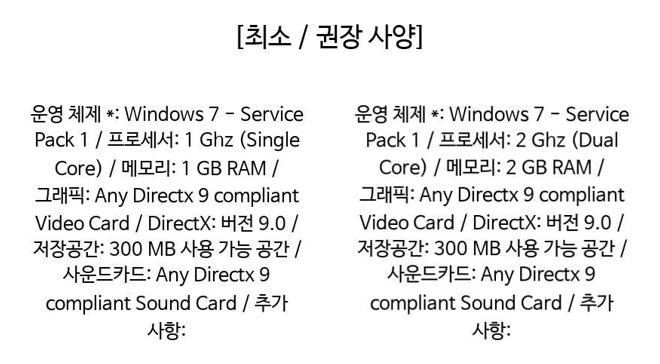 [최소 / 권장 사양]
운영 체제 *: Windows 7 - Service
Pack 1 / 프로세서: 1 Ghz (Single
Core) / 메모리: 1 GB RAM /
그래픽: Any Directx 9 compliant
Video Card / DirectX: 버전 9.0 /
저장공간: 300 MB 사용 가능 공간 /
사운드카드: Any Directx 9
compliant Sound Card / 추가
사항:
운영 체제 *: Windows 7 - Service
Pack 1 / 프로세서: 2 Ghz (Dual
Core) / 메모리: 2 GB RAM /
그래픽: Any Directx 9 compliant
Video Card / DirectX: 버전 9.0 /
저장공간: 300 MB 사용 가능 공간 /
사운드카드: Any Directx 9
compliant Sound Card / 추가
사항: